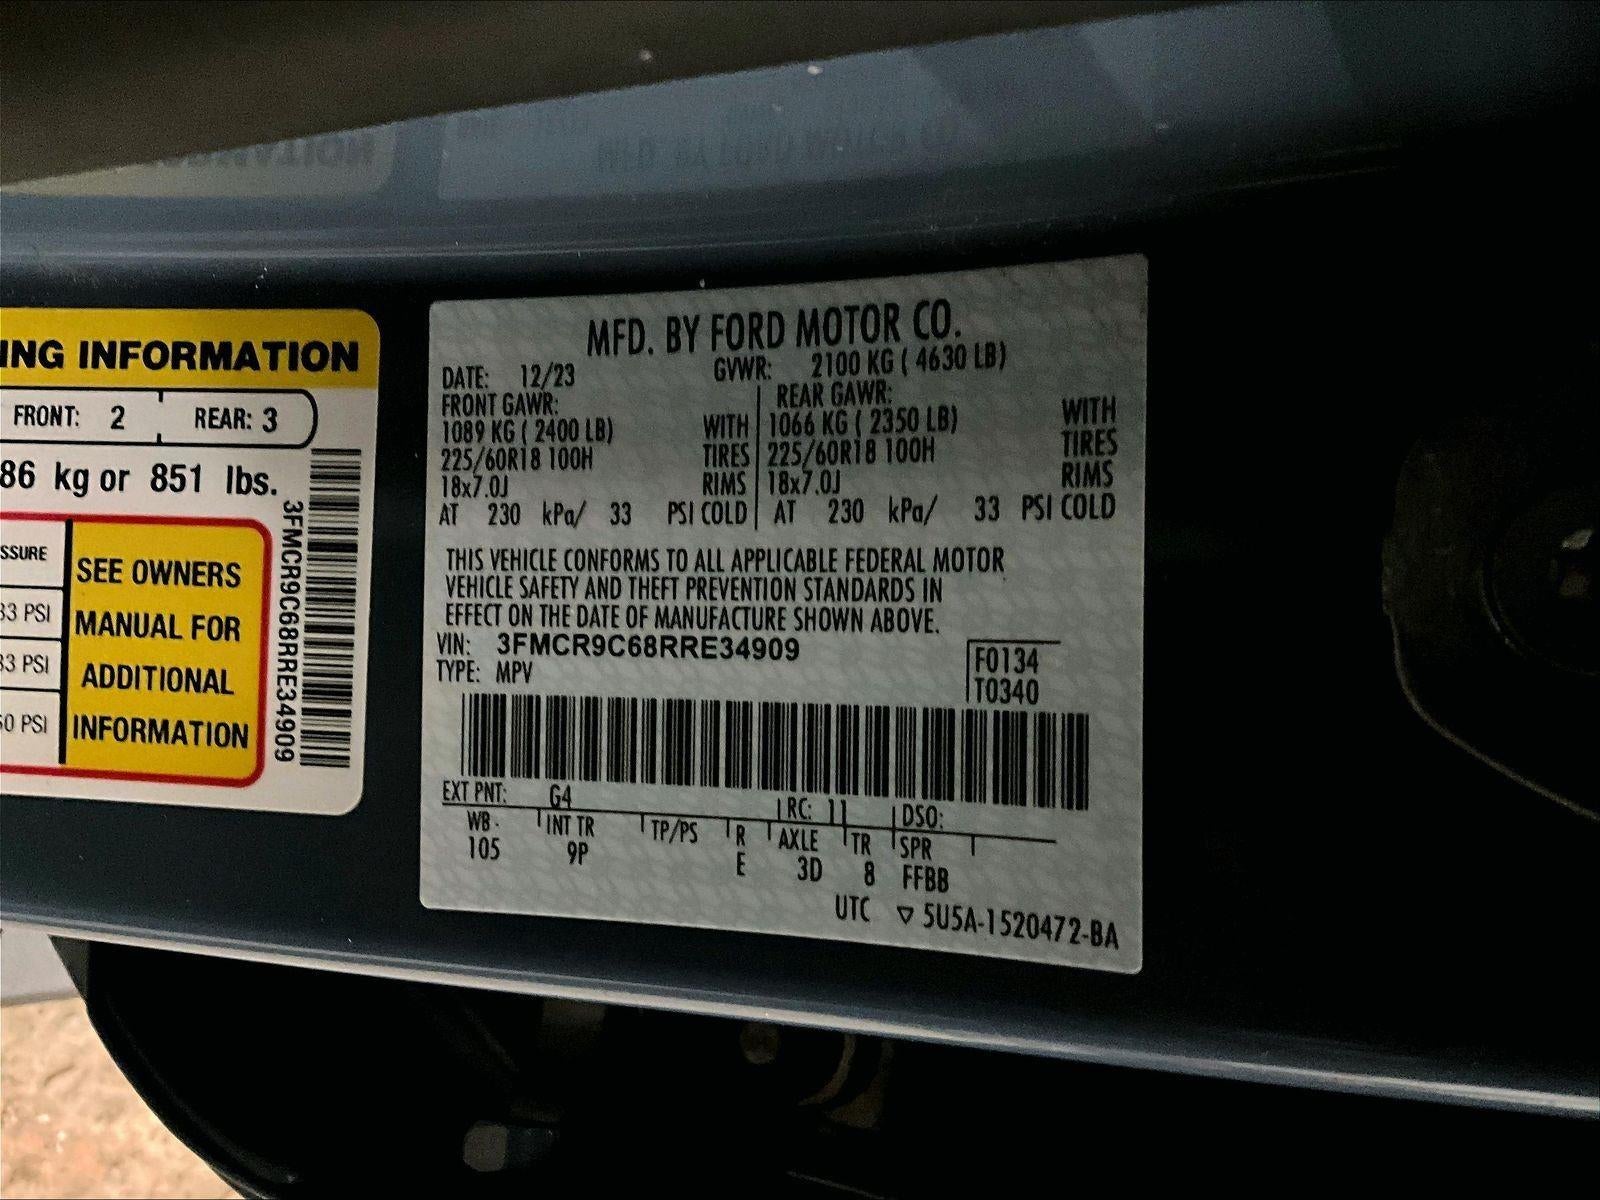 ING INFORMATION
FRONT: 2 REAR: 3
86 kg or 851 lbs.
SSURE
33 PSI
33 PSI
60 PSI
SEE OWNERS
MANUAL FOR
ADDITIONAL
INFORMATION
3FMCR9C68RRE34909
MFD. BY FORD MOTOR CO.
DATE: 12/23 GVWR: 2100 KG ( 4630 LB)
FRONT GAWR: REAR GAWR:
1089 KG ( 2400 LB) WITH 1066 KG ( 2350 LB) WITH
225/60R18 100H TIRES 225/60R18 100H TIRES
18x7.0J RIMS 18x7.0J RIMS
AT 230 kPa/ 33 PSI COLD AT 230 kPa/ 33 PSI COLD
THIS VEHICLE CONFORMS TO ALL APPLICABLE FEDERAL MOTOR
VEHICLE SAFETY AND THEFT PREVENTION STANDARDS IN
EFFECT ON THE DATE OF MANUFACTURE SHOWN ABOVE.
VIN: 3FMCR9C68RRE34909
TYPE: MPV
F0134
T0340
EXT PNT: G4 RC: 11 DSO:
WB - INT TR TP/PS R AXLE TR SPR
105 9P E 3D 8 FFBB
UTC ▽ 5U5A-1520472-BA